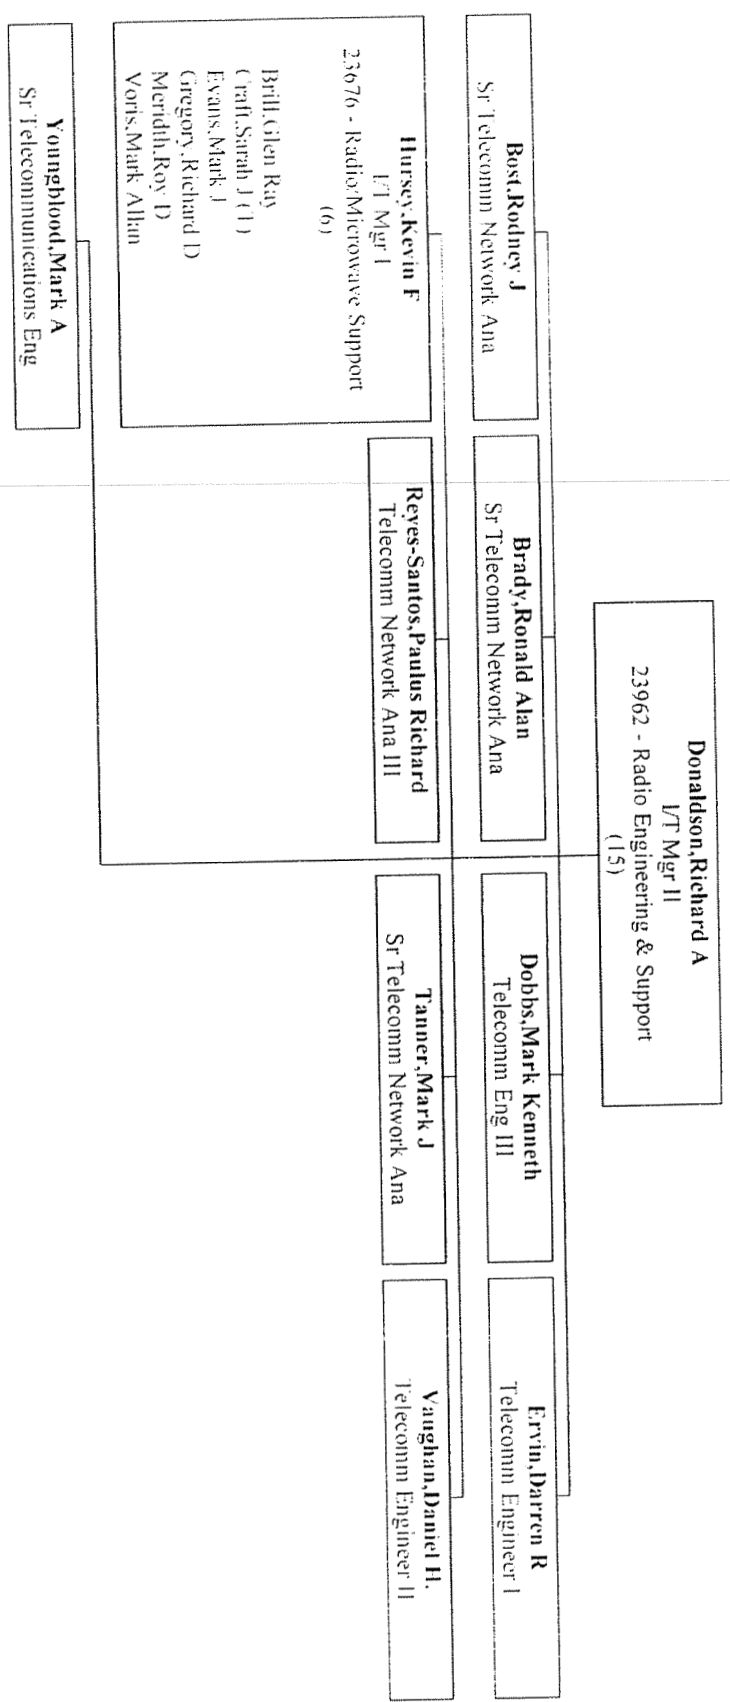 Donaldson,Richard A
I/T Mgr II
23962 - Radio Engineering & Support
(15)
Bost,Rodney J
Sr Telecomm Network Ana
Brady,Ronald Alan
Sr Telecomm Network Ana
Dobbs,Mark Kenneth
Telecomm Eng III
Ervin,Darren R
Telecomm Engineer I
Hursey,Kevin F
I/T Mgr I
23676 - Radio/Microwave Support
(6)
Brill,Glen Ray
Craft,Sarah J (T)
Evans,Mark J
Gregory,Richard D
Meridth,Roy D
Voris,Mark Allan
Reyes-Santos,Paulus Richard
Telecomm Network Ana III
Tanner,Mark J
Sr Telecomm Network Ana
Vaughan,Daniel H.
Telecomm Engineer II
Youngblood,Mark A
Sr Telecommunications Eng